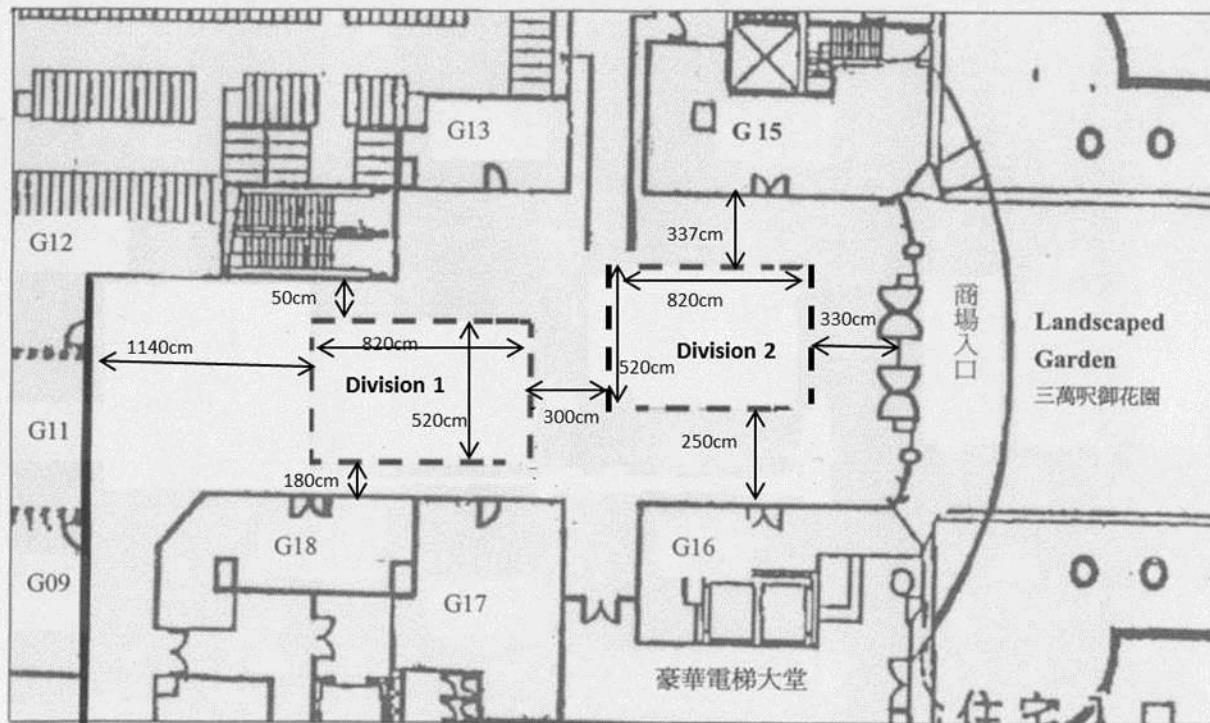 G13
G 15
G12
337cm
50cm
820cm
商場入口
Landscaped
Garden
三萬呎御花園
330cm
1140cm
820cm
Division 1
Division 2
520cm
G11
520cm
300cm
250cm
180cm
G18
G16
G09
G17
豪華電梯大堂
住宅